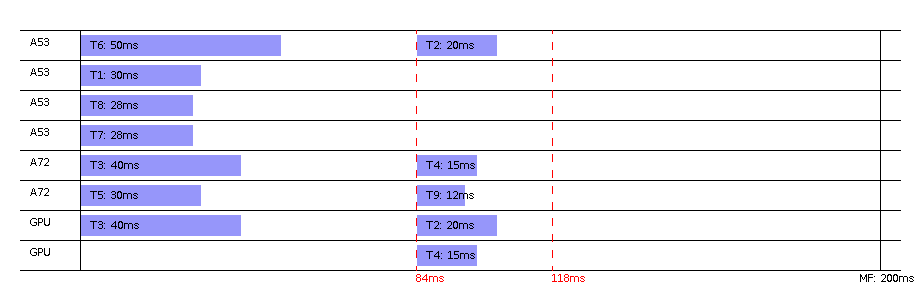 A53 T6: 50ms T2: 20ms
A53 T1: 30ms
A53 T8: 28ms
A53 T7: 28ms
A72 T3: 40ms T4: 15ms
A72 T5: 30ms T9: 12ms
GPU T3: 40ms T2: 20ms
GPU T4: 15ms
84ms 118ms MF: 200ms